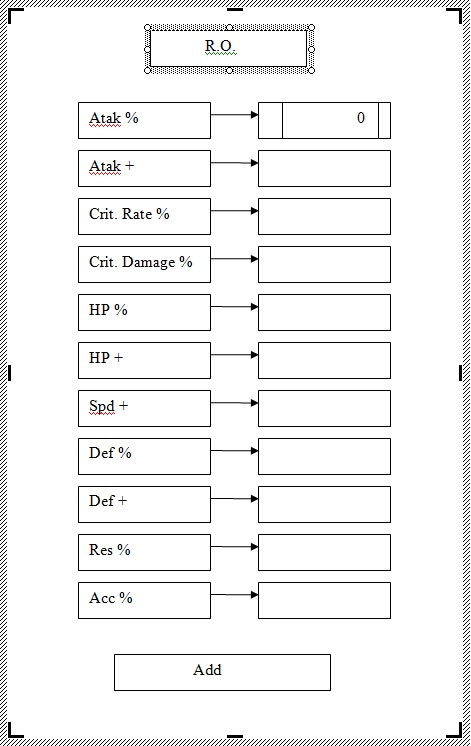 R.O.
Atak %
0
Atak +
Crit. Rate %
Crit. Damage %
HP %
HP +
Spd +
Def %
Def +
Res %
Acc %
Add